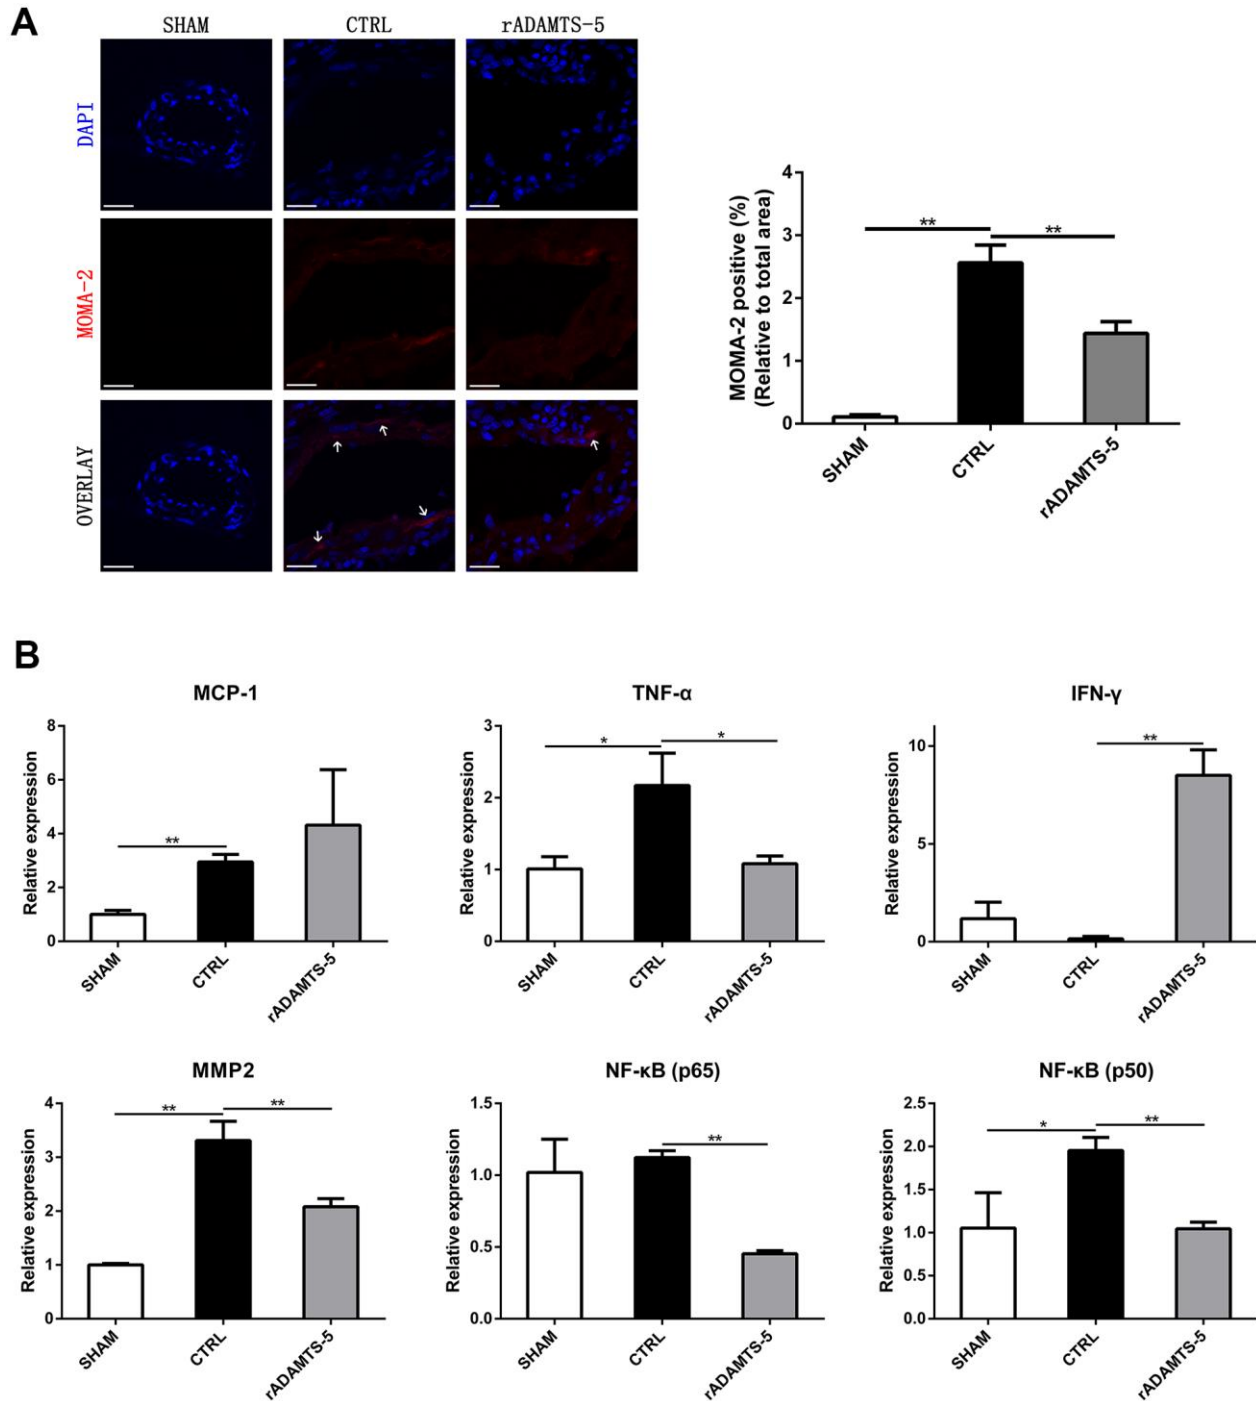 A
SHAM CTRL rADAMTS-5
DAPI
MOMA-2
OVERLAY
MOMA-2 positive (%)
(Relative to total area)
4
3
2
1
0
** **
SHAM CTRL rADAMTS-5
B
MCP-1
Relative expression
8
6
4
2
0
**
SHAM CTRL rADAMTS-5
TNF-α
Relative expression
3
2
1
0
* *
SHAM CTRL rADAMTS-5
IFN-γ
Relative expression
10
5
0
**
SHAM CTRL rADAMTS-5
MMP2
Relative expression
4
3
2
1
0
** **
SHAM CTRL rADAMTS-5
NF-κB (p65)
Relative expression
1.5
1.0
0.5
0.0
**
SHAM CTRL rADAMTS-5
NF-κB (p50)
Relative expression
2.5
2.0
1.5
1.0
0.5
0.0
* **
SHAM CTRL rADAMTS-5